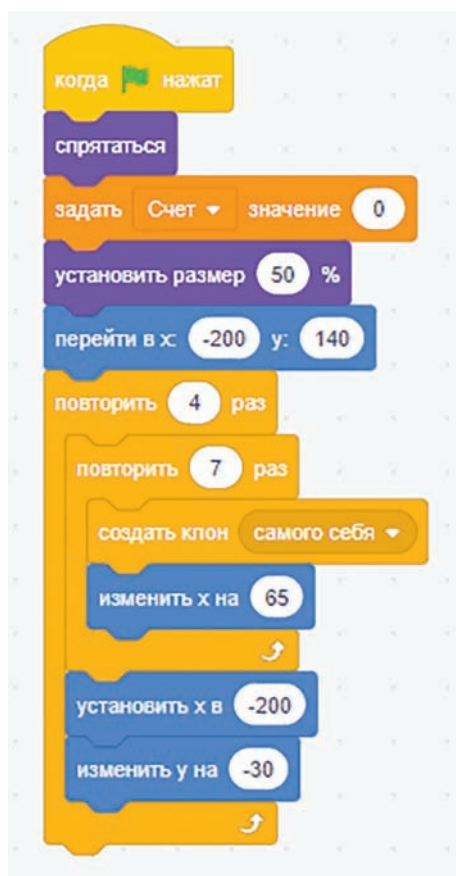 когда нажат
спрятаться
задать Счет значение 0
установить размер 50 %
перейти в x: -200 y: 140
повторить 4 раз
повторить 7 раз
создать клон самого себя
изменить x на 65
установить x в -200
изменить y на -30